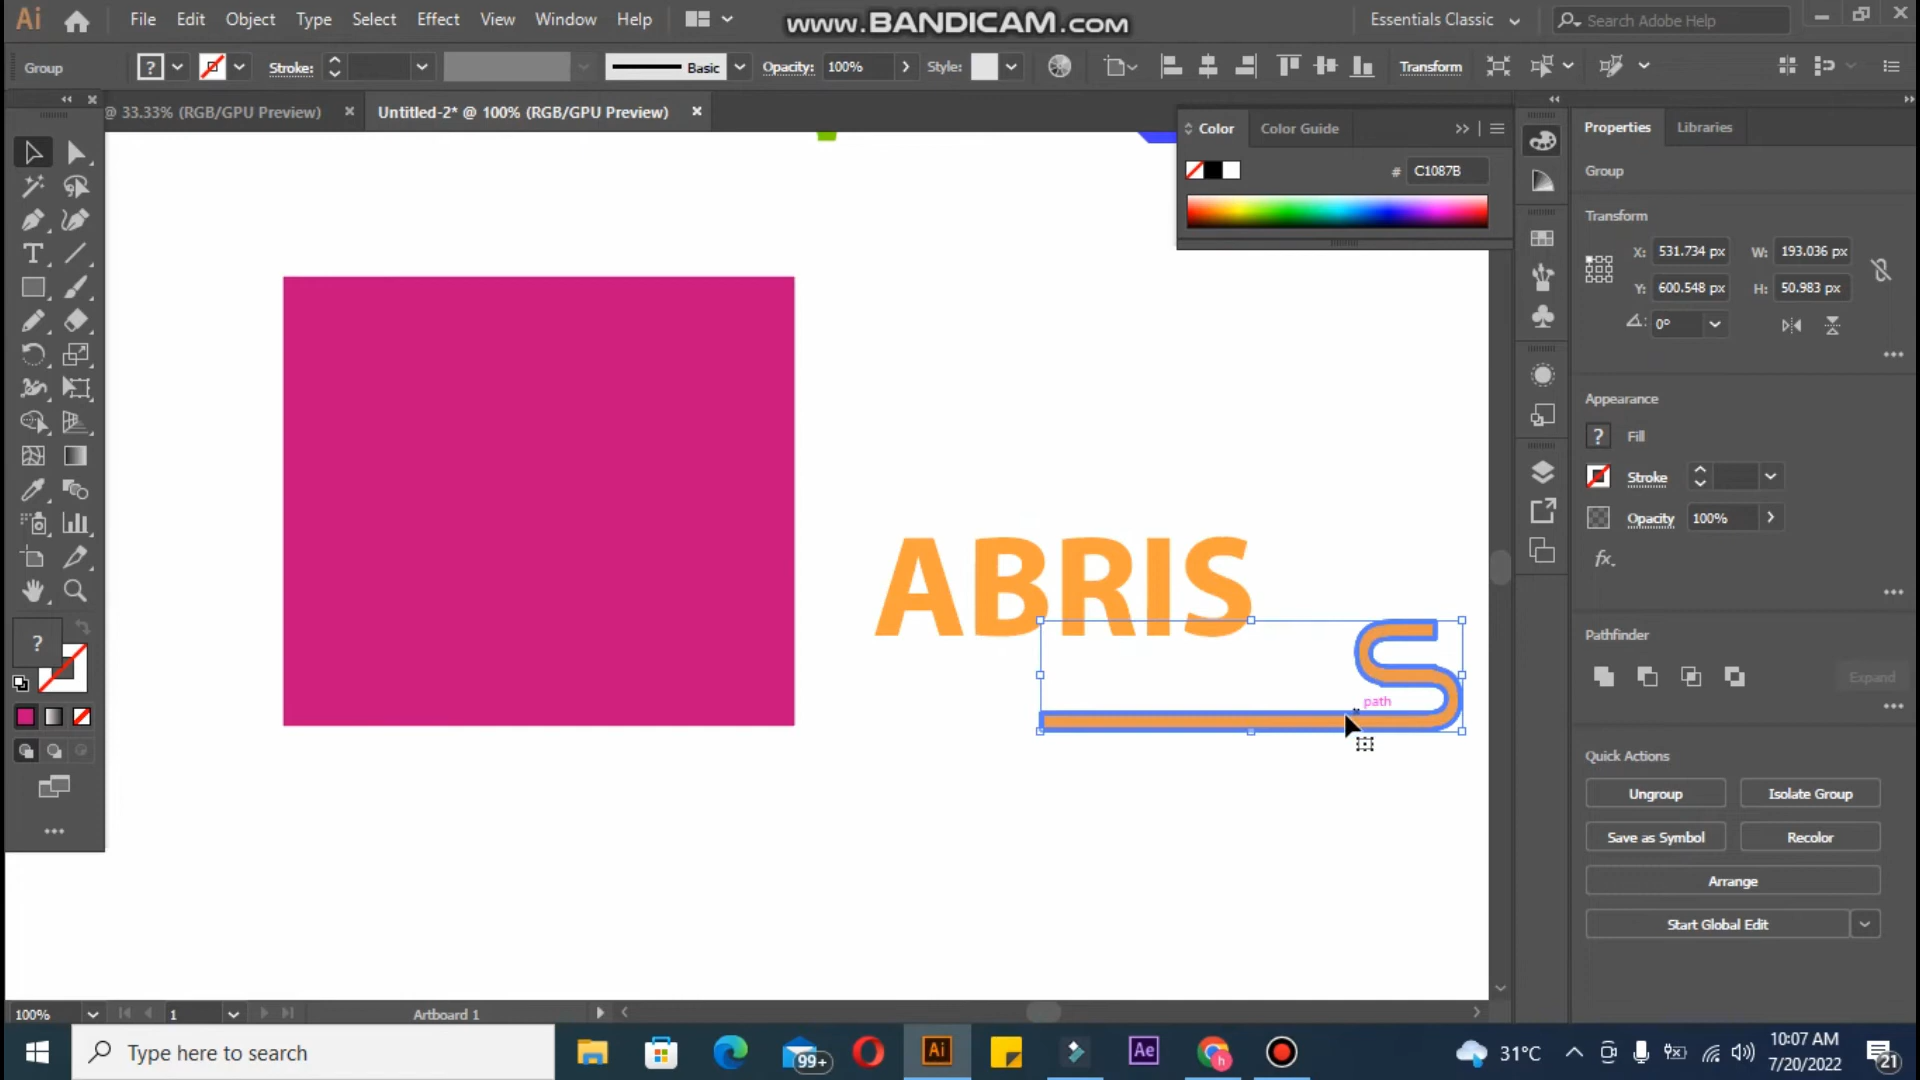 Ai File Edit Object Type Select Effect View Window Help
www.BANDICAM.com
Essentials Classic
Search Adobe Help
Group ? Stroke: Basic Opacity: 100% Style: Transform
@ 33.33% (RGB/GPU Preview) × Untitled-2* @ 100% (RGB/GPU Preview) ×
Color Color Guide
# C1087B
Properties Libraries
Group
Transform
X: 531.734 px W: 193.036 px
Y: 600.548 px H: 50.983 px
0°
Appearance
? Fill
Stroke
Opacity 100%
fx.
Pathfinder
Expand
Quick Actions
Ungroup Isolate Group
Save as Symbol Recolor
Arrange
Start Global Edit
T
?
ABRIS
S
path
100% 1 Artboard 1
Type here to search
99+
Ai
Ae
h
31°C
10:07 AM
7/20/2022
21